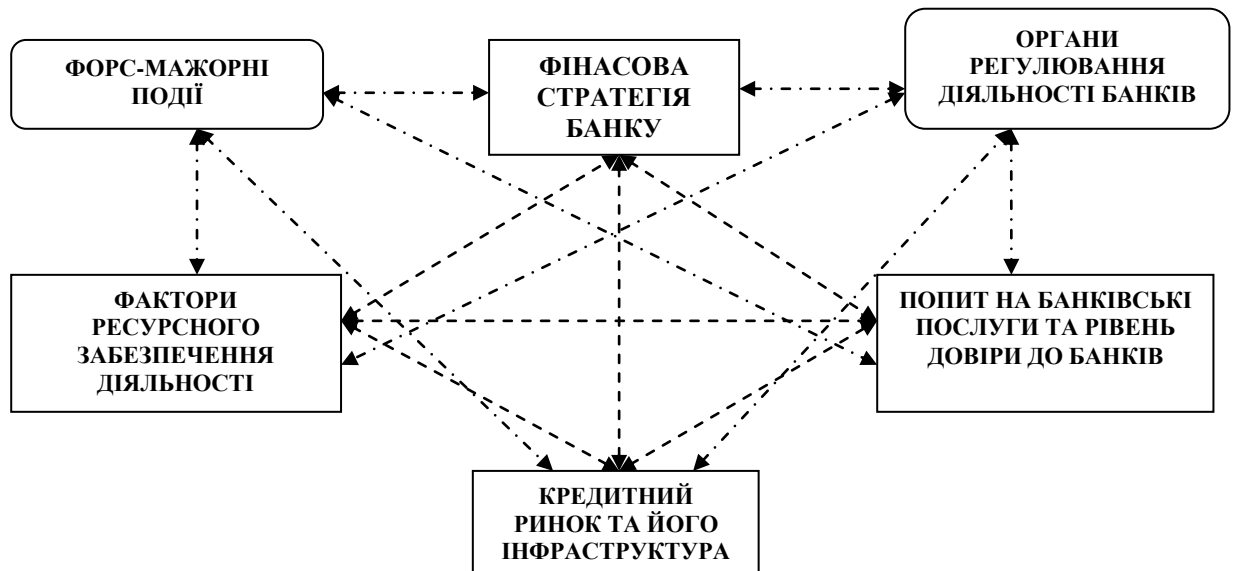 ФОРС-МАЖОРНІ
ПОДІЇ
ФІНАСОВА
СТРАТЕГІЯ
БАНКУ
ОРГАНИ
РЕГУЛЮВАННЯ
ДІЯЛЬНОСТІ БАНКІВ
ФАКТОРИ
РЕСУРСНОГО
ЗАБЕЗПЕЧЕННЯ
ДІЯЛЬНОСТІ
ПОПИТ НА БАНКІВСЬКІ
ПОСЛУГИ ТА РІВЕНЬ
ДОВІРИ ДО БАНКІВ
КРЕДИТНИЙ
РИНОК ТА ЙОГО
ІНФРАСТРУКТУРА